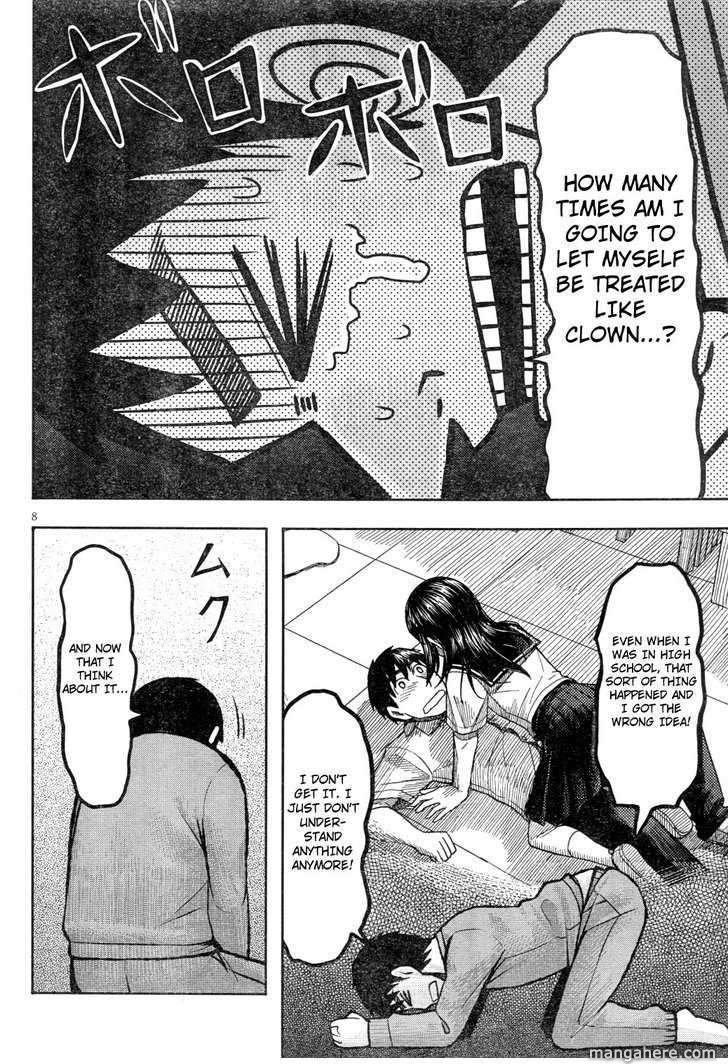 HOW MANY
TIMES AM I
GOING TO
LET MYSELF
BE TREATED
LIKE
CLOWN...?
ボロボロ
8
EVEN WHEN I
WAS IN HIGH
SCHOOL, THAT
SORT OF THING
HAPPENED AND
I GOT THE
WRONG IDEA!
I DON'T
GET IT. I
JUST DON'T
UNDER-
STAND
ANYTHING
ANYMORE!
ムク
AND NOW
THAT I
THINK
ABOUT IT...
mangahere.com